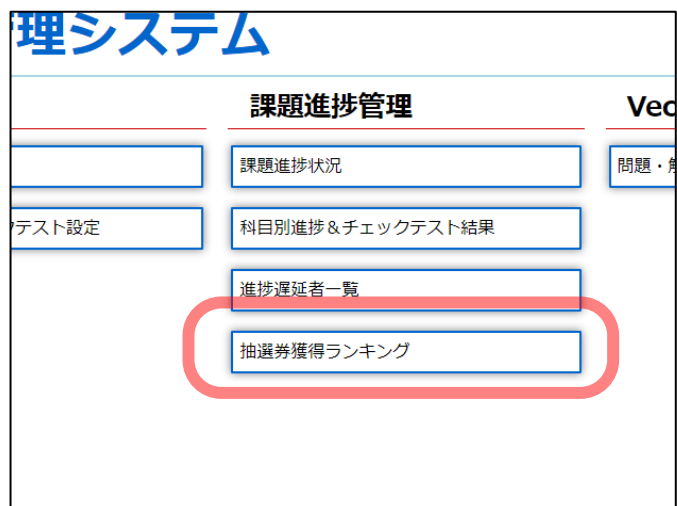 理システム
課題進捗管理
Vec
課題進捗状況
問題・
テスト設定
科目別進捗＆チェックテスト結果
進捗遅延者一覧
抽選券獲得ランキング